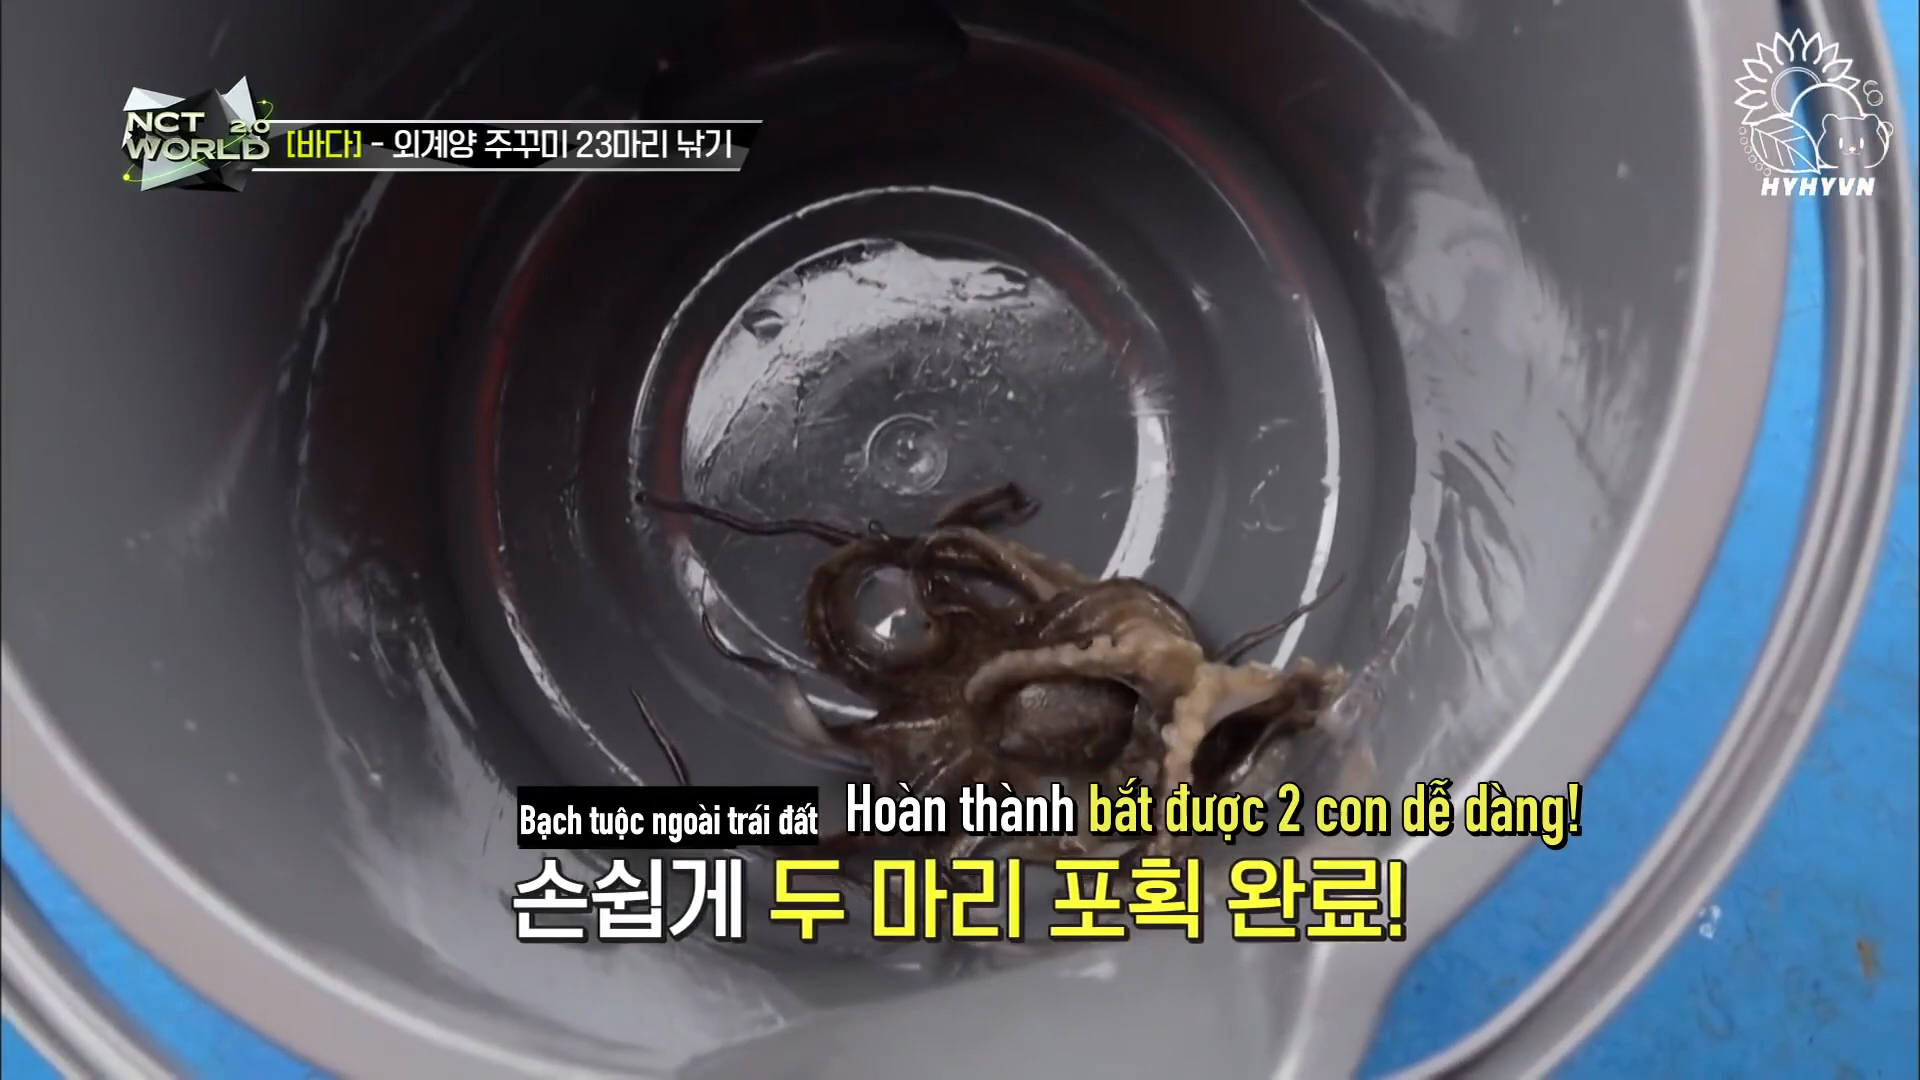 NCT
WORLD 2.0
[바다] - 외계양 주꾸미 23마리 낚기
HYHYVN
Bạch tuộc ngoài trái đất
Hoàn thành bắt được 2 con dễ dàng!
손쉽게 두 마리 포획 완료!